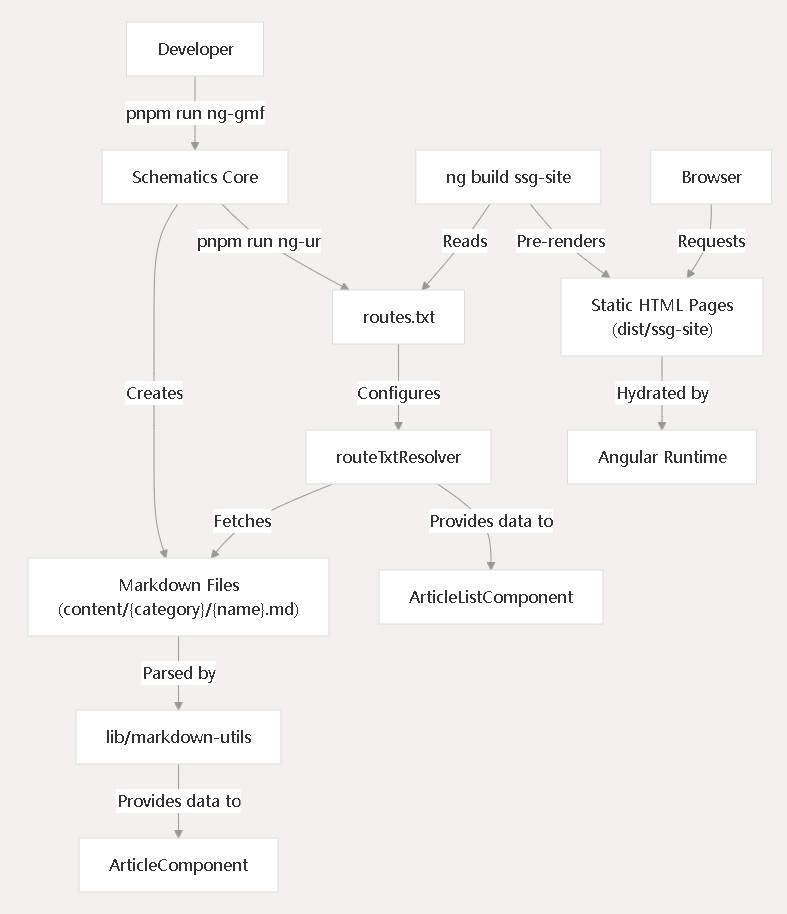 Developer
pnpm run ng-gmf
Schematics Core
ng build ssg-site
Browser
pnpm run ng-ur
Reads
Pre-renders
Requests
routes.txt
Static HTML Pages
(dist/ssg-site)
Creates
Configures
Hydrated by
routeTxtResolver
Angular Runtime
Fetches
Provides data to
Markdown Files
(content/{category}/{name}.md)
ArticleListComponent
Parsed by
lib/markdown-utils
Provides data to
ArticleComponent